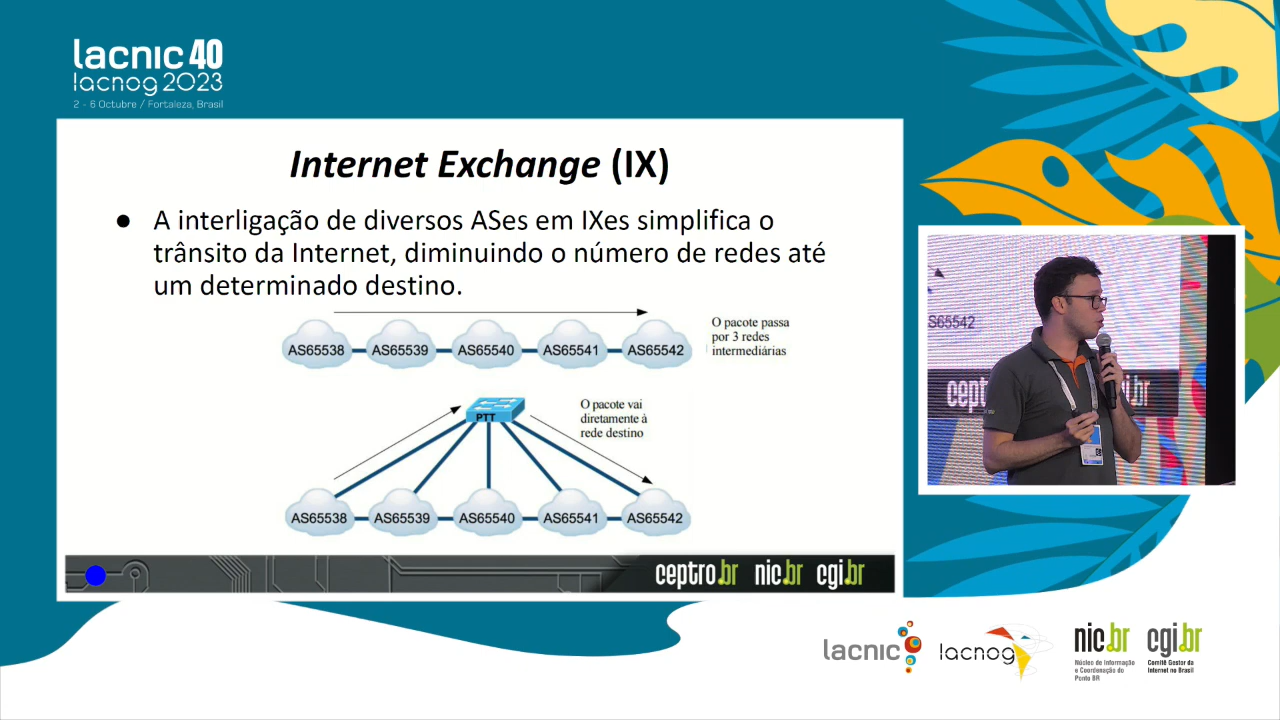 lacnic 40
lacnog 2023
2 - 6 Octubre / Fortaleza, Brasil
Internet Exchange (IX)
● A interligação de diversos ASes em IXes simplifica o
trânsito da Internet, diminuindo o número de redes até
um determinado destino.
AS65538 AS65539 AS65540 AS65541 AS65542
O pacote passa
por 3 redes
intermediárias
PTT
O pacote vai
diretamente à
rede destino
AS65538 AS65539 AS65540 AS65541 AS65542
ceptro.br nic.br cgi.br
S65542
cept
gi.br
lacnic
lacnog
nic.br
Núcleo de Informação
e Coordenação do
Ponto BR
cgi.br
Comitê Gestor da
Internet no Brasil